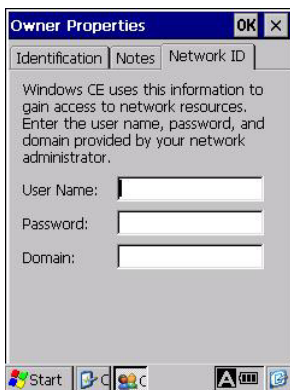 Owner Properties OK ×
Identification Notes Network ID
Windows CE uses this information to
gain access to network resources.
Enter the user name, password, and
domain provided by your network
administrator.
User Name:
Password:
Domain:
Start C C A